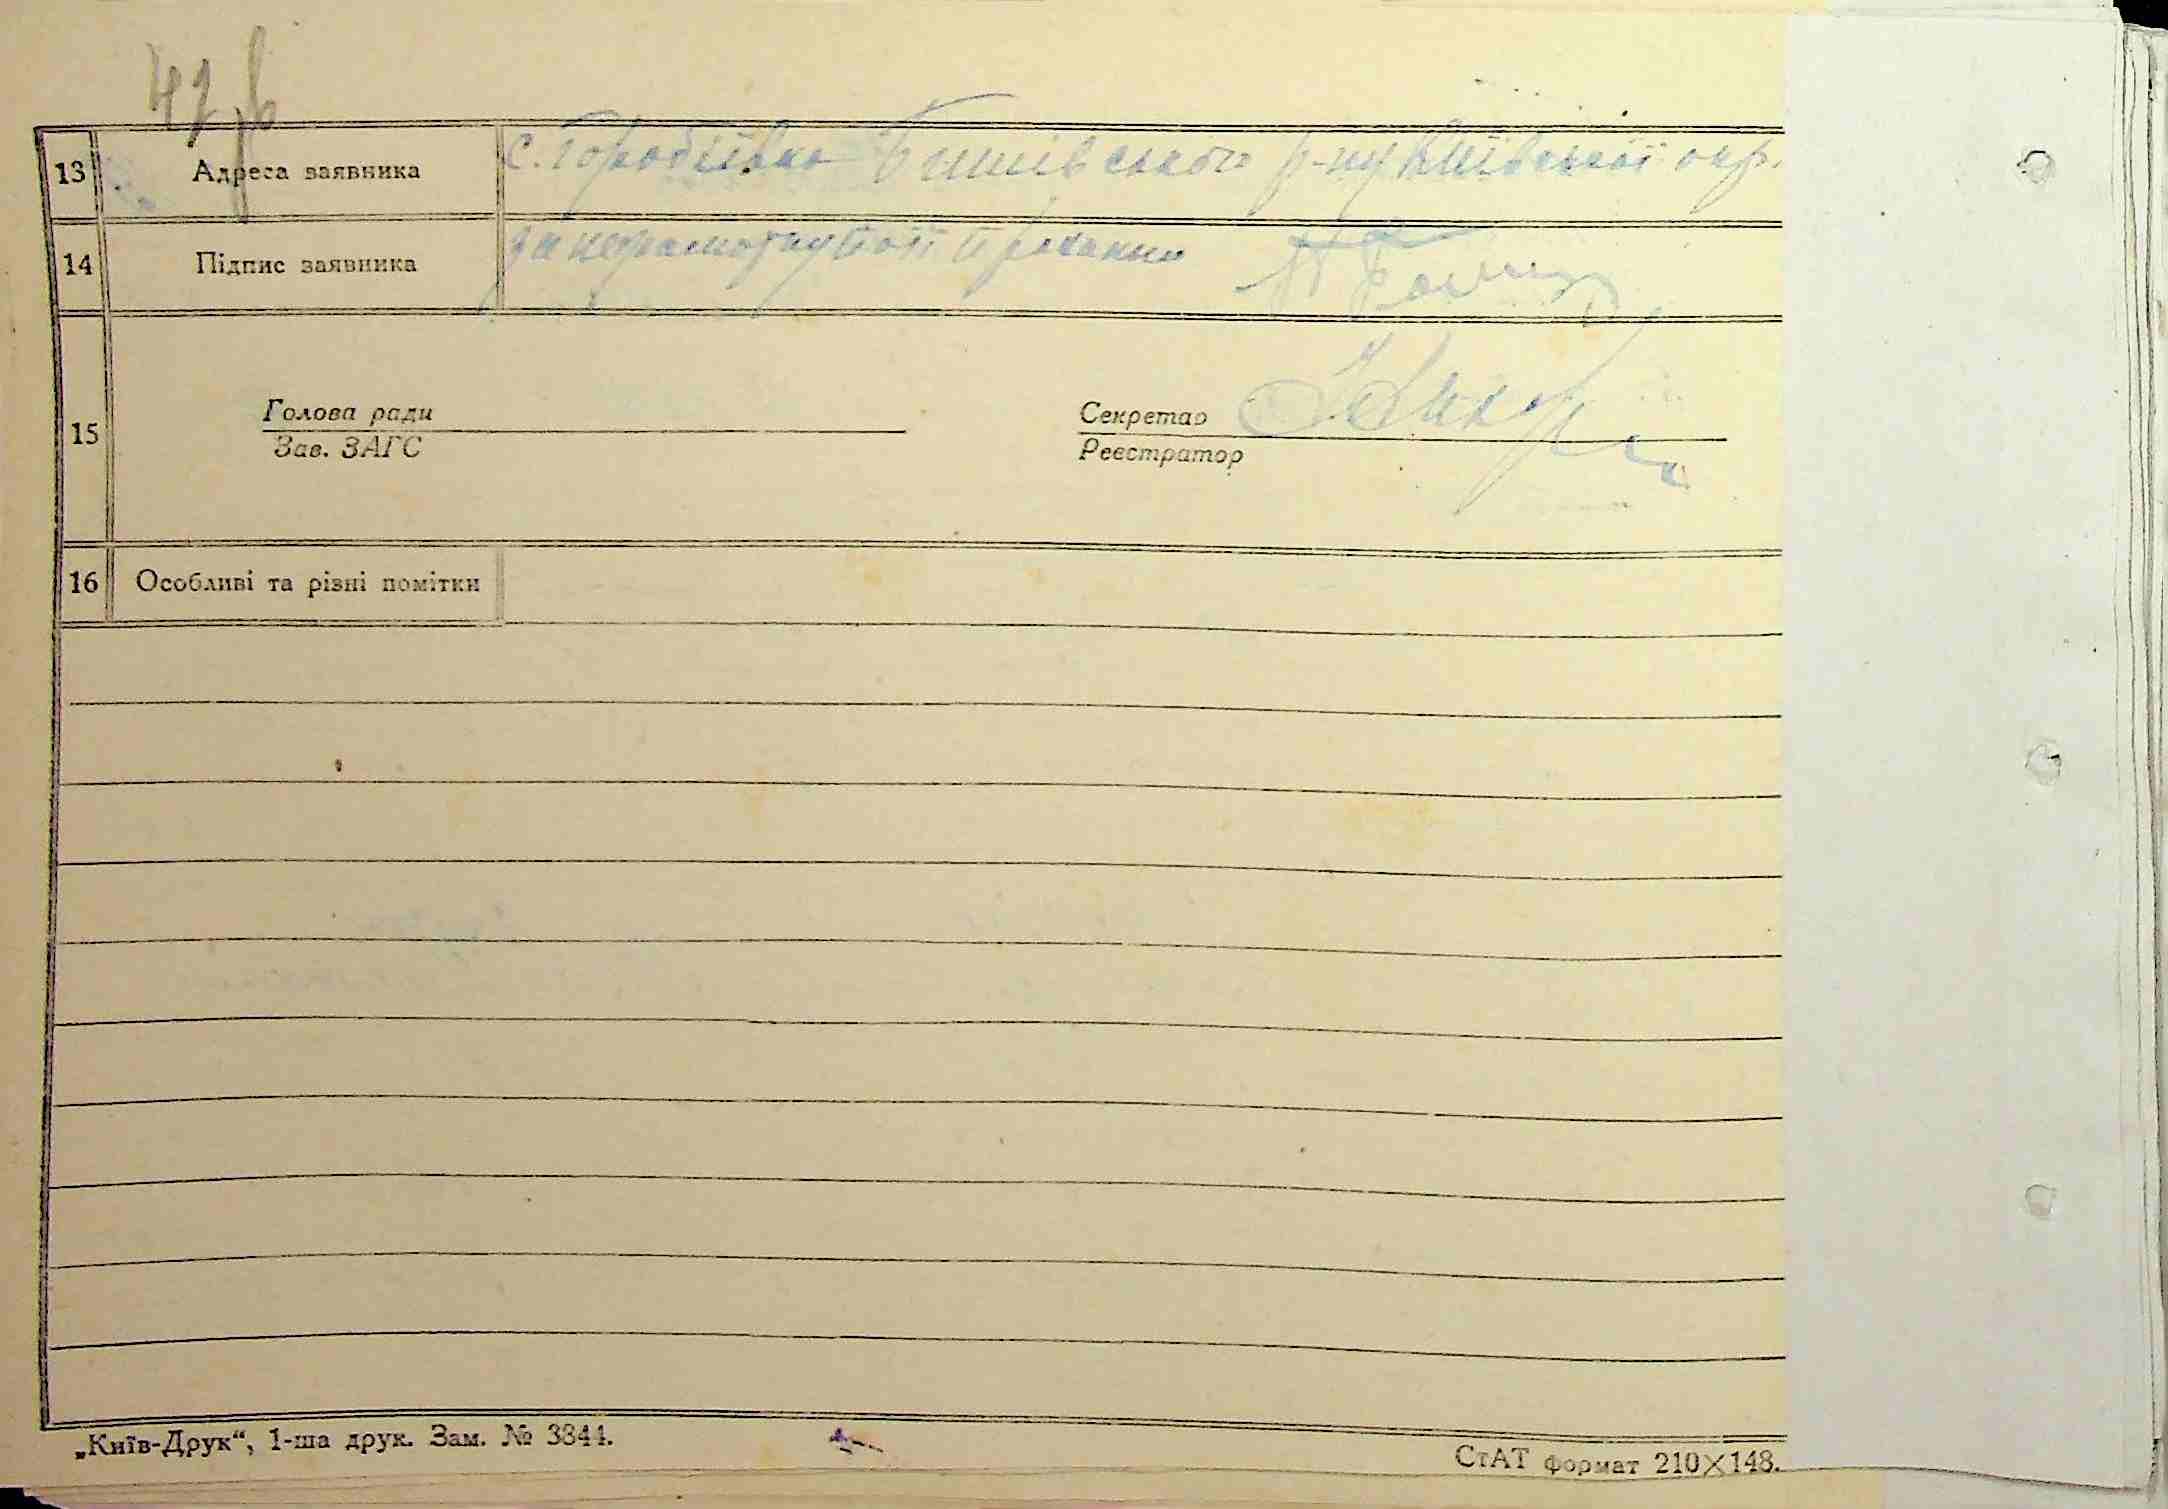 13 Адреса заявника с. Горобіївка Бишівського р-ну Київської окр.
14 Підпис заявника за неграмотну її прохання
15
Голова ради Секретар
Зав. ЗАГС Реєстратор
16 Особливі та різні помітки
„Київ-Друк“, 1-ша друк. Зам. № 3844. СтАТ формат 210×148.